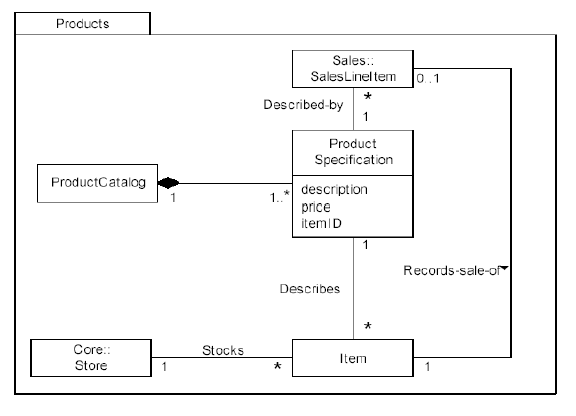 Products
Sales::
SalesLineItem
0..1
*
Described-by
1
Product
Specification
ProductCatalog
1
1..*
description
price
itemID
1
Records-sale-of
Describes
*
Core::
Store
Stocks
1
*
Item
1